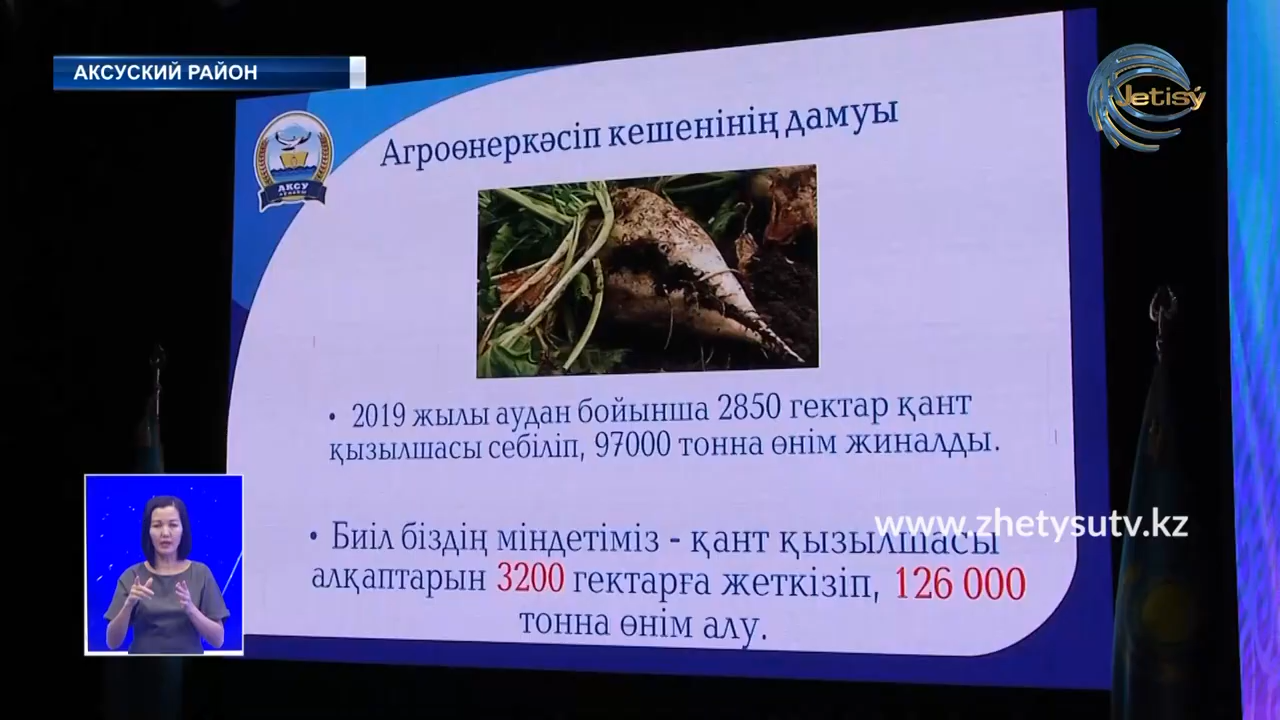 АКСУСКИЙ РАЙОН
Jetisý
Агроөнеркәсіп кешенінің дамуы
АКСУ
• 2019 жылы аудан бойынша 2850 гектар қант
қызылшасы себіліп, 97000 тонна өнім жиналды.
• Биіл біздің міндетіміз - қант қызылшасы
алқаптарын 3200 гектарға жеткізіп, 126 000
тонна өнім алу.
www.zhetysutv.kz